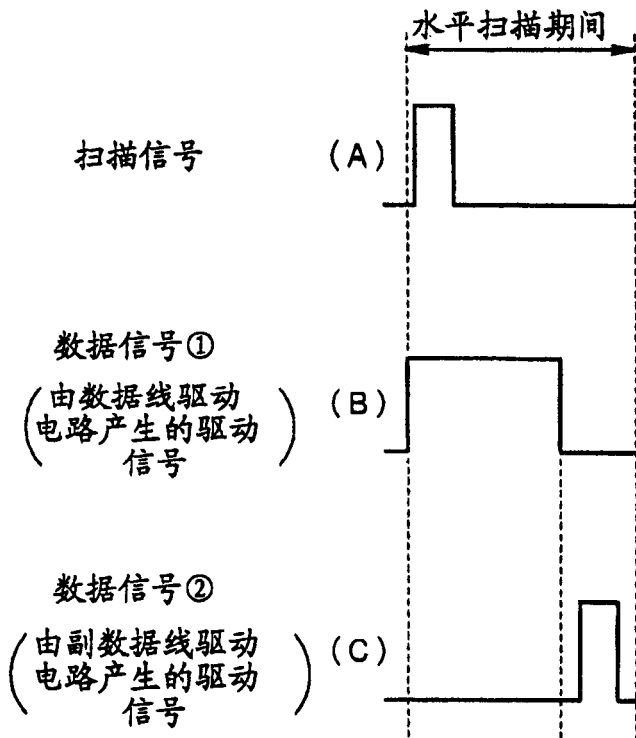 水平扫描期间
扫描信号 (A)
数据信号①
(由数据线驱动
电路产生的驱动
信号) (B)
数据信号②
(由副数据线驱动
电路产生的驱动
信号) (C)